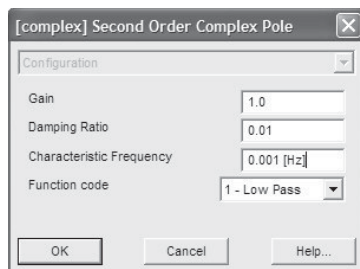 [complex] Second Order Complex Pole
Configuration
Gain 1.0
Damping Ratio 0.01
Characteristic Frequency 0.001 [Hz]
Function code 1 - Low Pass
OK Cancel Help...